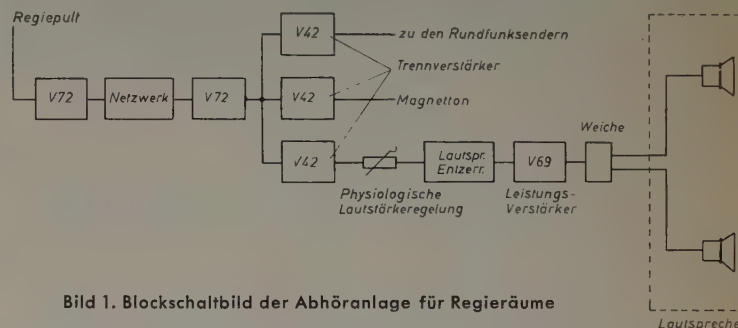 Regiepult
V42
zu den Rundfunksendern
Trennverstärker
V72
Netzwerk
V72
V42
Magnetton
Weiche
V42
Lautspr.
Entzerr.
V69
Physiologische
Lautstärkeregelung
Leistungs-
Verstärker
Bild 1. Blockschaltbild der Abhöranlage für Regieräume
Lautspreche